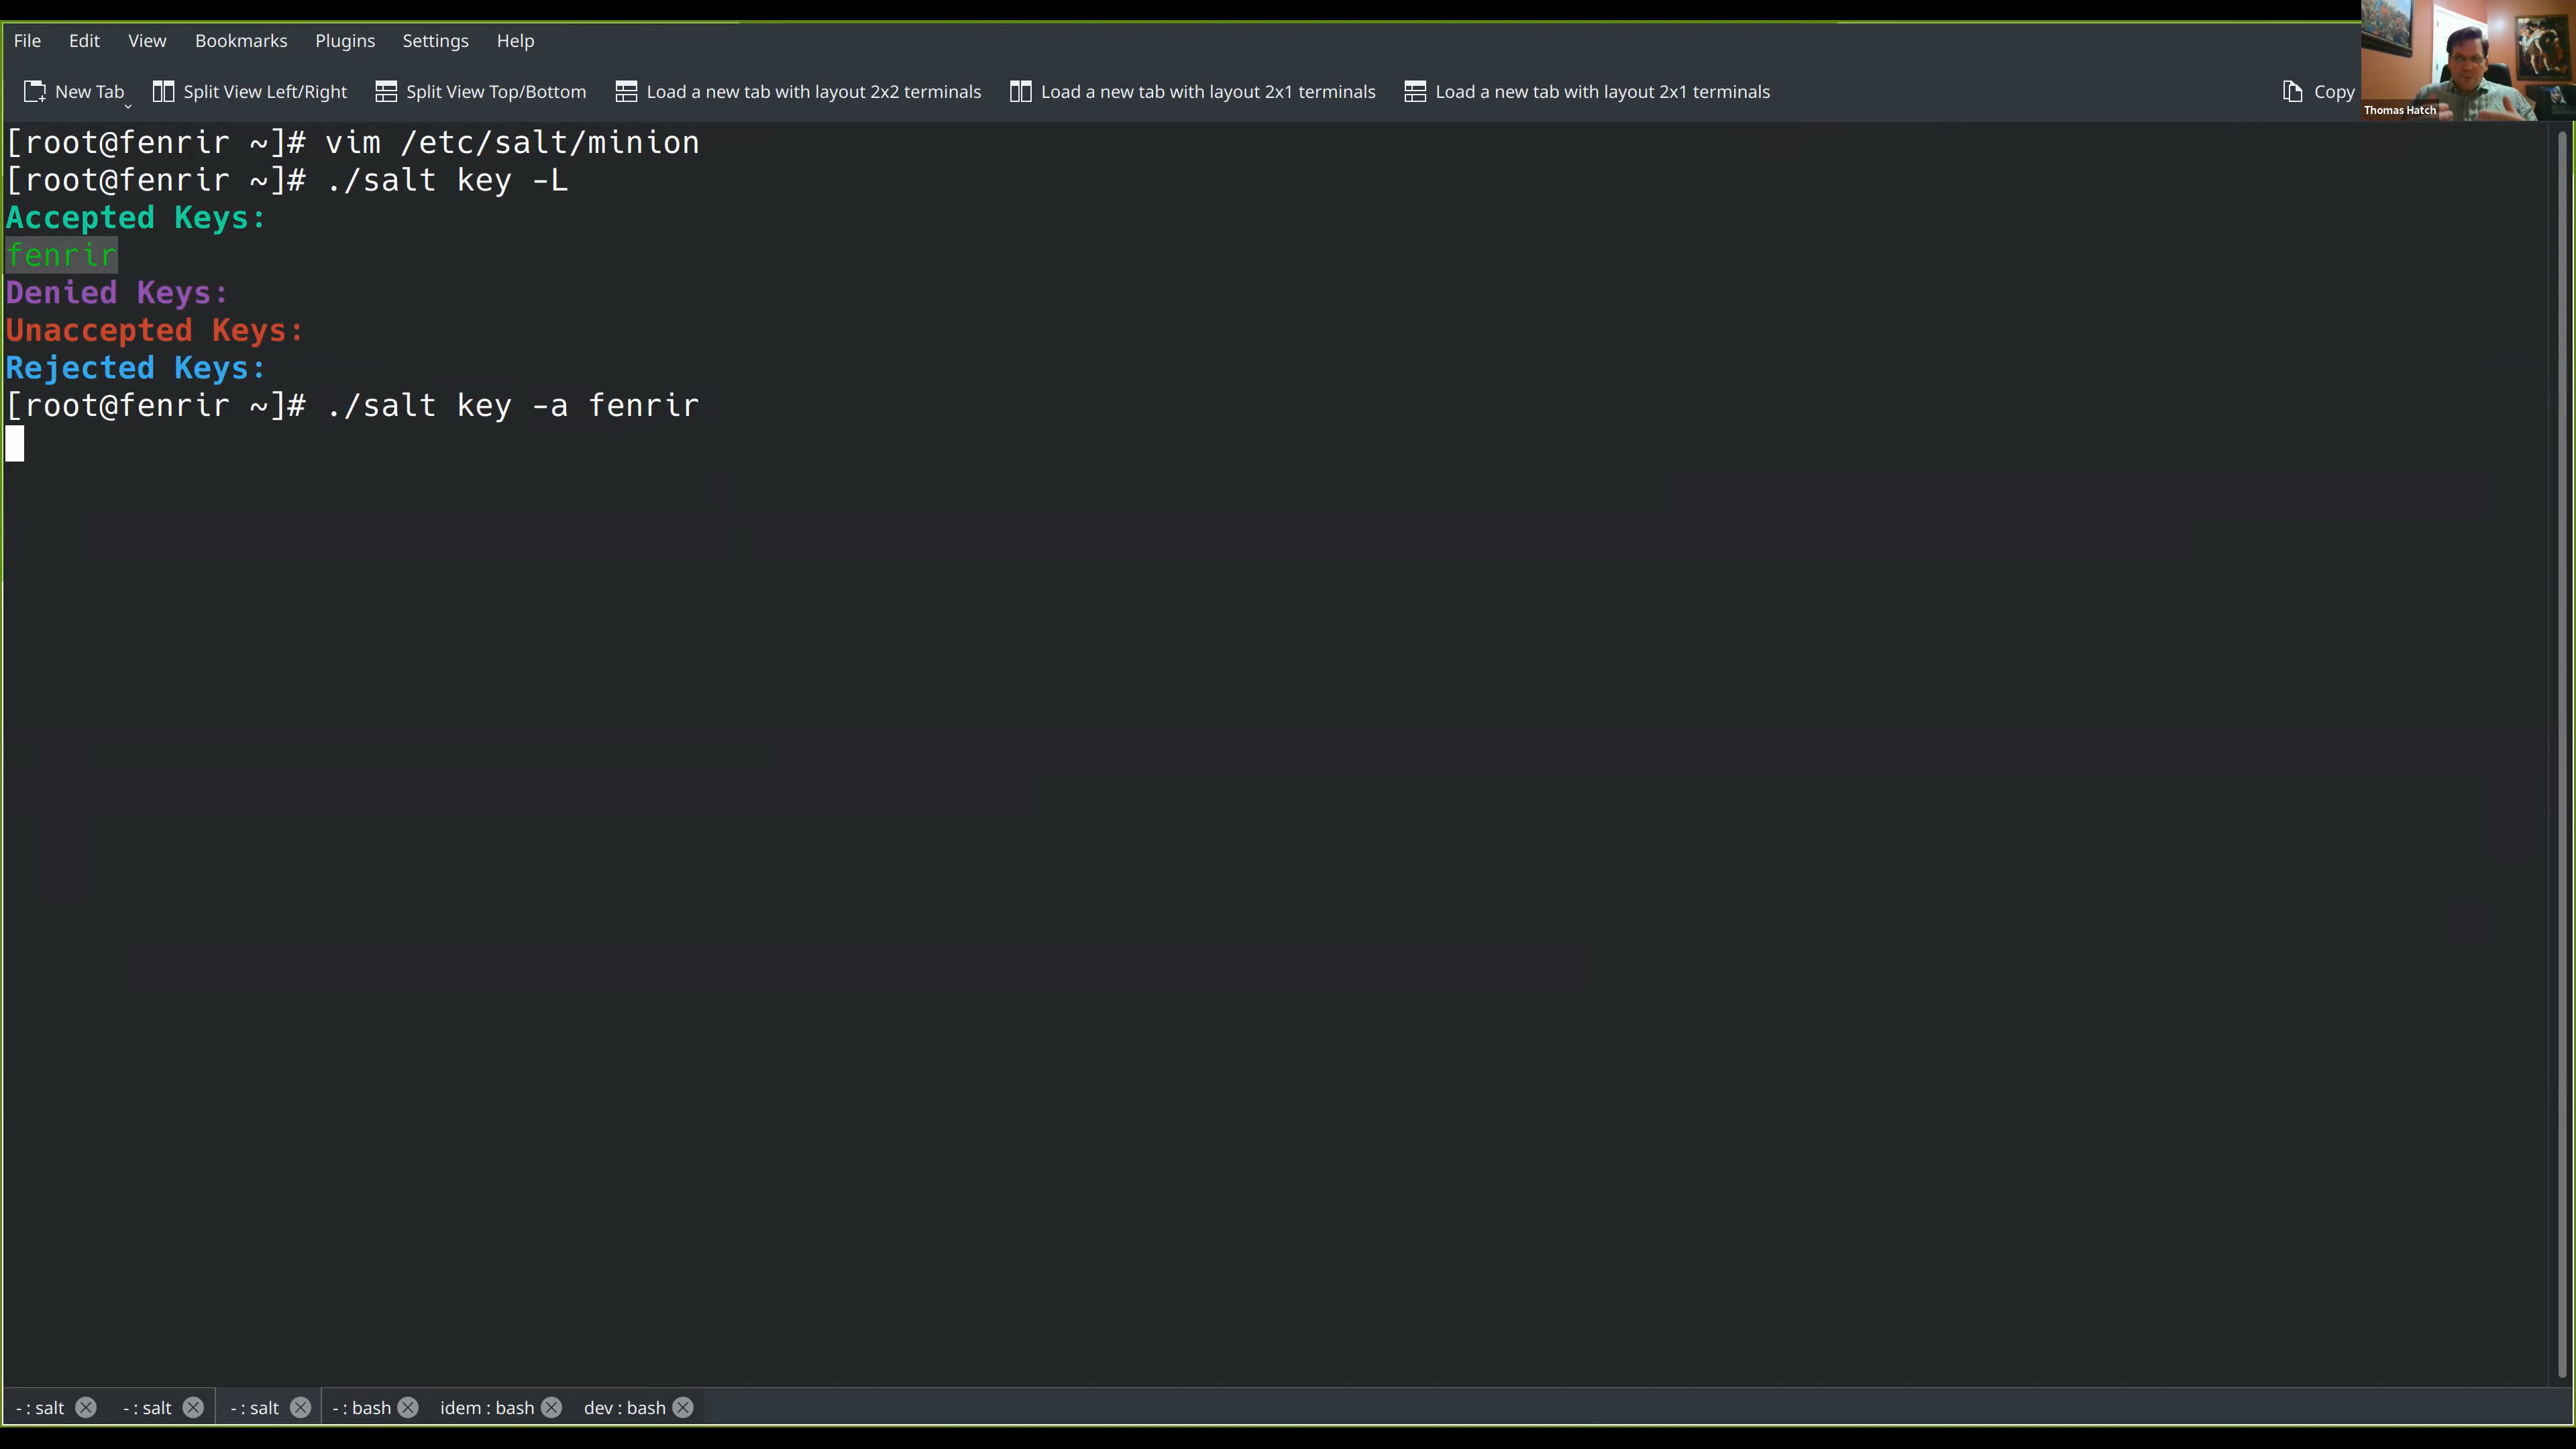 File Edit View Bookmarks Plugins Settings Help
New Tab Split View Left/Right Split View Top/Bottom Load a new tab with layout 2x2 terminals Load a new tab with layout 2x1 terminals Load a new tab with layout 2x1 terminals Copy
Thomas Hatch
[root@fenrir ~]# vim /etc/salt/minion
[root@fenrir ~]# ./salt key -L
Accepted Keys:
fenrir
Denied Keys:
Unaccepted Keys:
Rejected Keys:
[root@fenrir ~]# ./salt key -a fenrir
- : salt - : salt - : salt - : bash idem : bash dev : bash